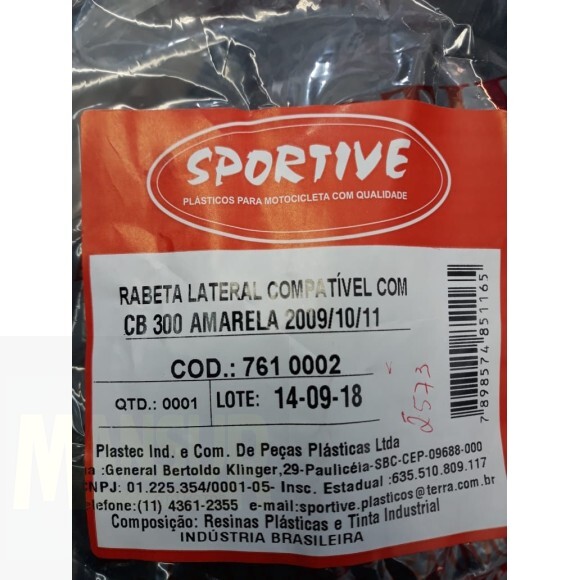 SPORTIVE
PLÁSTICOS PARA MOTOCICLETA COM QUALIDADE
RABETA LATERAL COMPATÍVEL COM
CB 300 AMARELA 2009/10/11
COD.: 761 0002
QTD.: 0001 LOTE: 14-09-18
7898574851165
2573
Plastec Ind. e Com. De Peças Plásticas Ltda
:General Bertoldo Klinger,29-Paulicéia-SBC-CEP-09688-000
CNPJ: 01.225.354/0001-05- Insc. Estadual :635.510.809.117
elefone:(11) 4361-2355 e-mail:sportive.plasticos@terra.com.br
Composição: Resinas Plásticas e Tinta Industrial
INDÚSTRIA BRASILEIRA